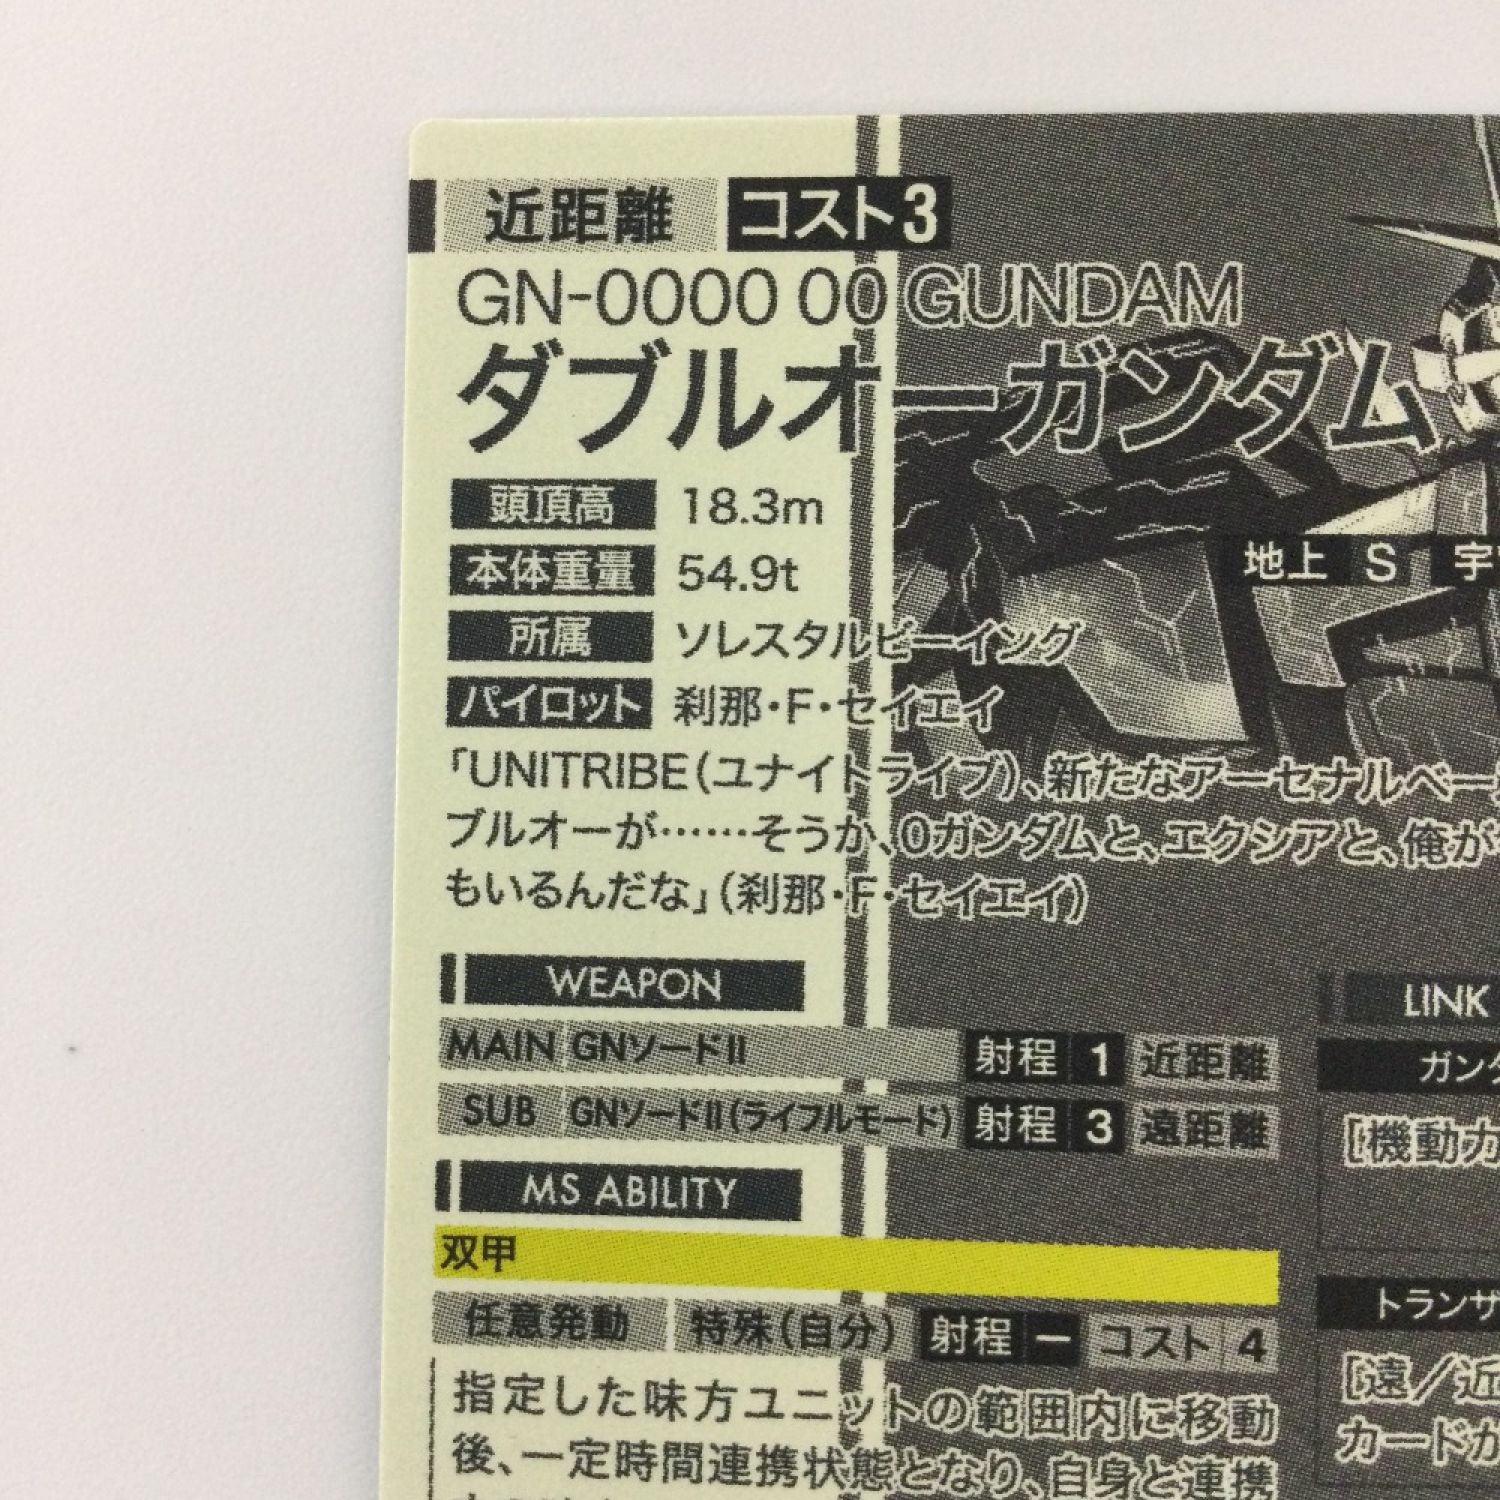 近距離 コスト3
GN-0000 00 GUNDAM
ダブルオーガンダム
頭頂高 18.3m
本体重量 54.9t
地上 S 宇
所属 ソレスタルビーイング
パイロット 刹那・F・セイエイ
「UNITRIBE(ユナイトライブ)、新たなアーセナルベー
ブルオーが……そうか、0ガンダムと、エクシアと、俺が
もいるんだな」(刹那・F・セイエイ)
WEAPON
MAIN GNソードII 射程 1 近距離
SUB GNソードII(ライフルモード) 射程 3 遠距離
MS ABILITY
双甲
任意発動 特殊(自分) 射程 ー コスト 4
指定した味方ユニットの範囲内に移動
後、一定時間連携状態となり、自身と連携
LINK
ガンダ
[機動力
トランザ
[遠/近
カードが